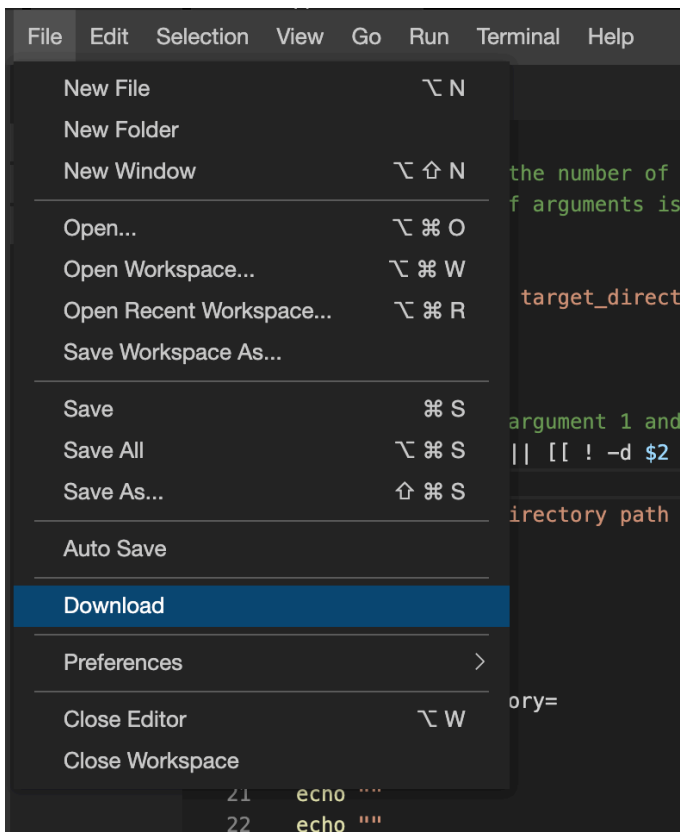 File Edit Selection View Go Run Terminal Help
New File ⌥ N
New Folder
New Window ⌥ ⇧ N
the number of
f arguments is
Open... ⌥ ⌘ O
Open Workspace... ⌥ ⌘ W
Open Recent Workspace... ⌥ ⌘ R
target_direct
Save Workspace As...
Save ⌘ S
argument 1 and
Save All ⌥ ⌘ S
|| [[ ! -d $2
Save As... ⇧ ⌘ S
irectory path
Auto Save
Download
Preferences >
Close Editor ⌥ W
ory=
Close Workspace
21 echo ""
22 echo ""